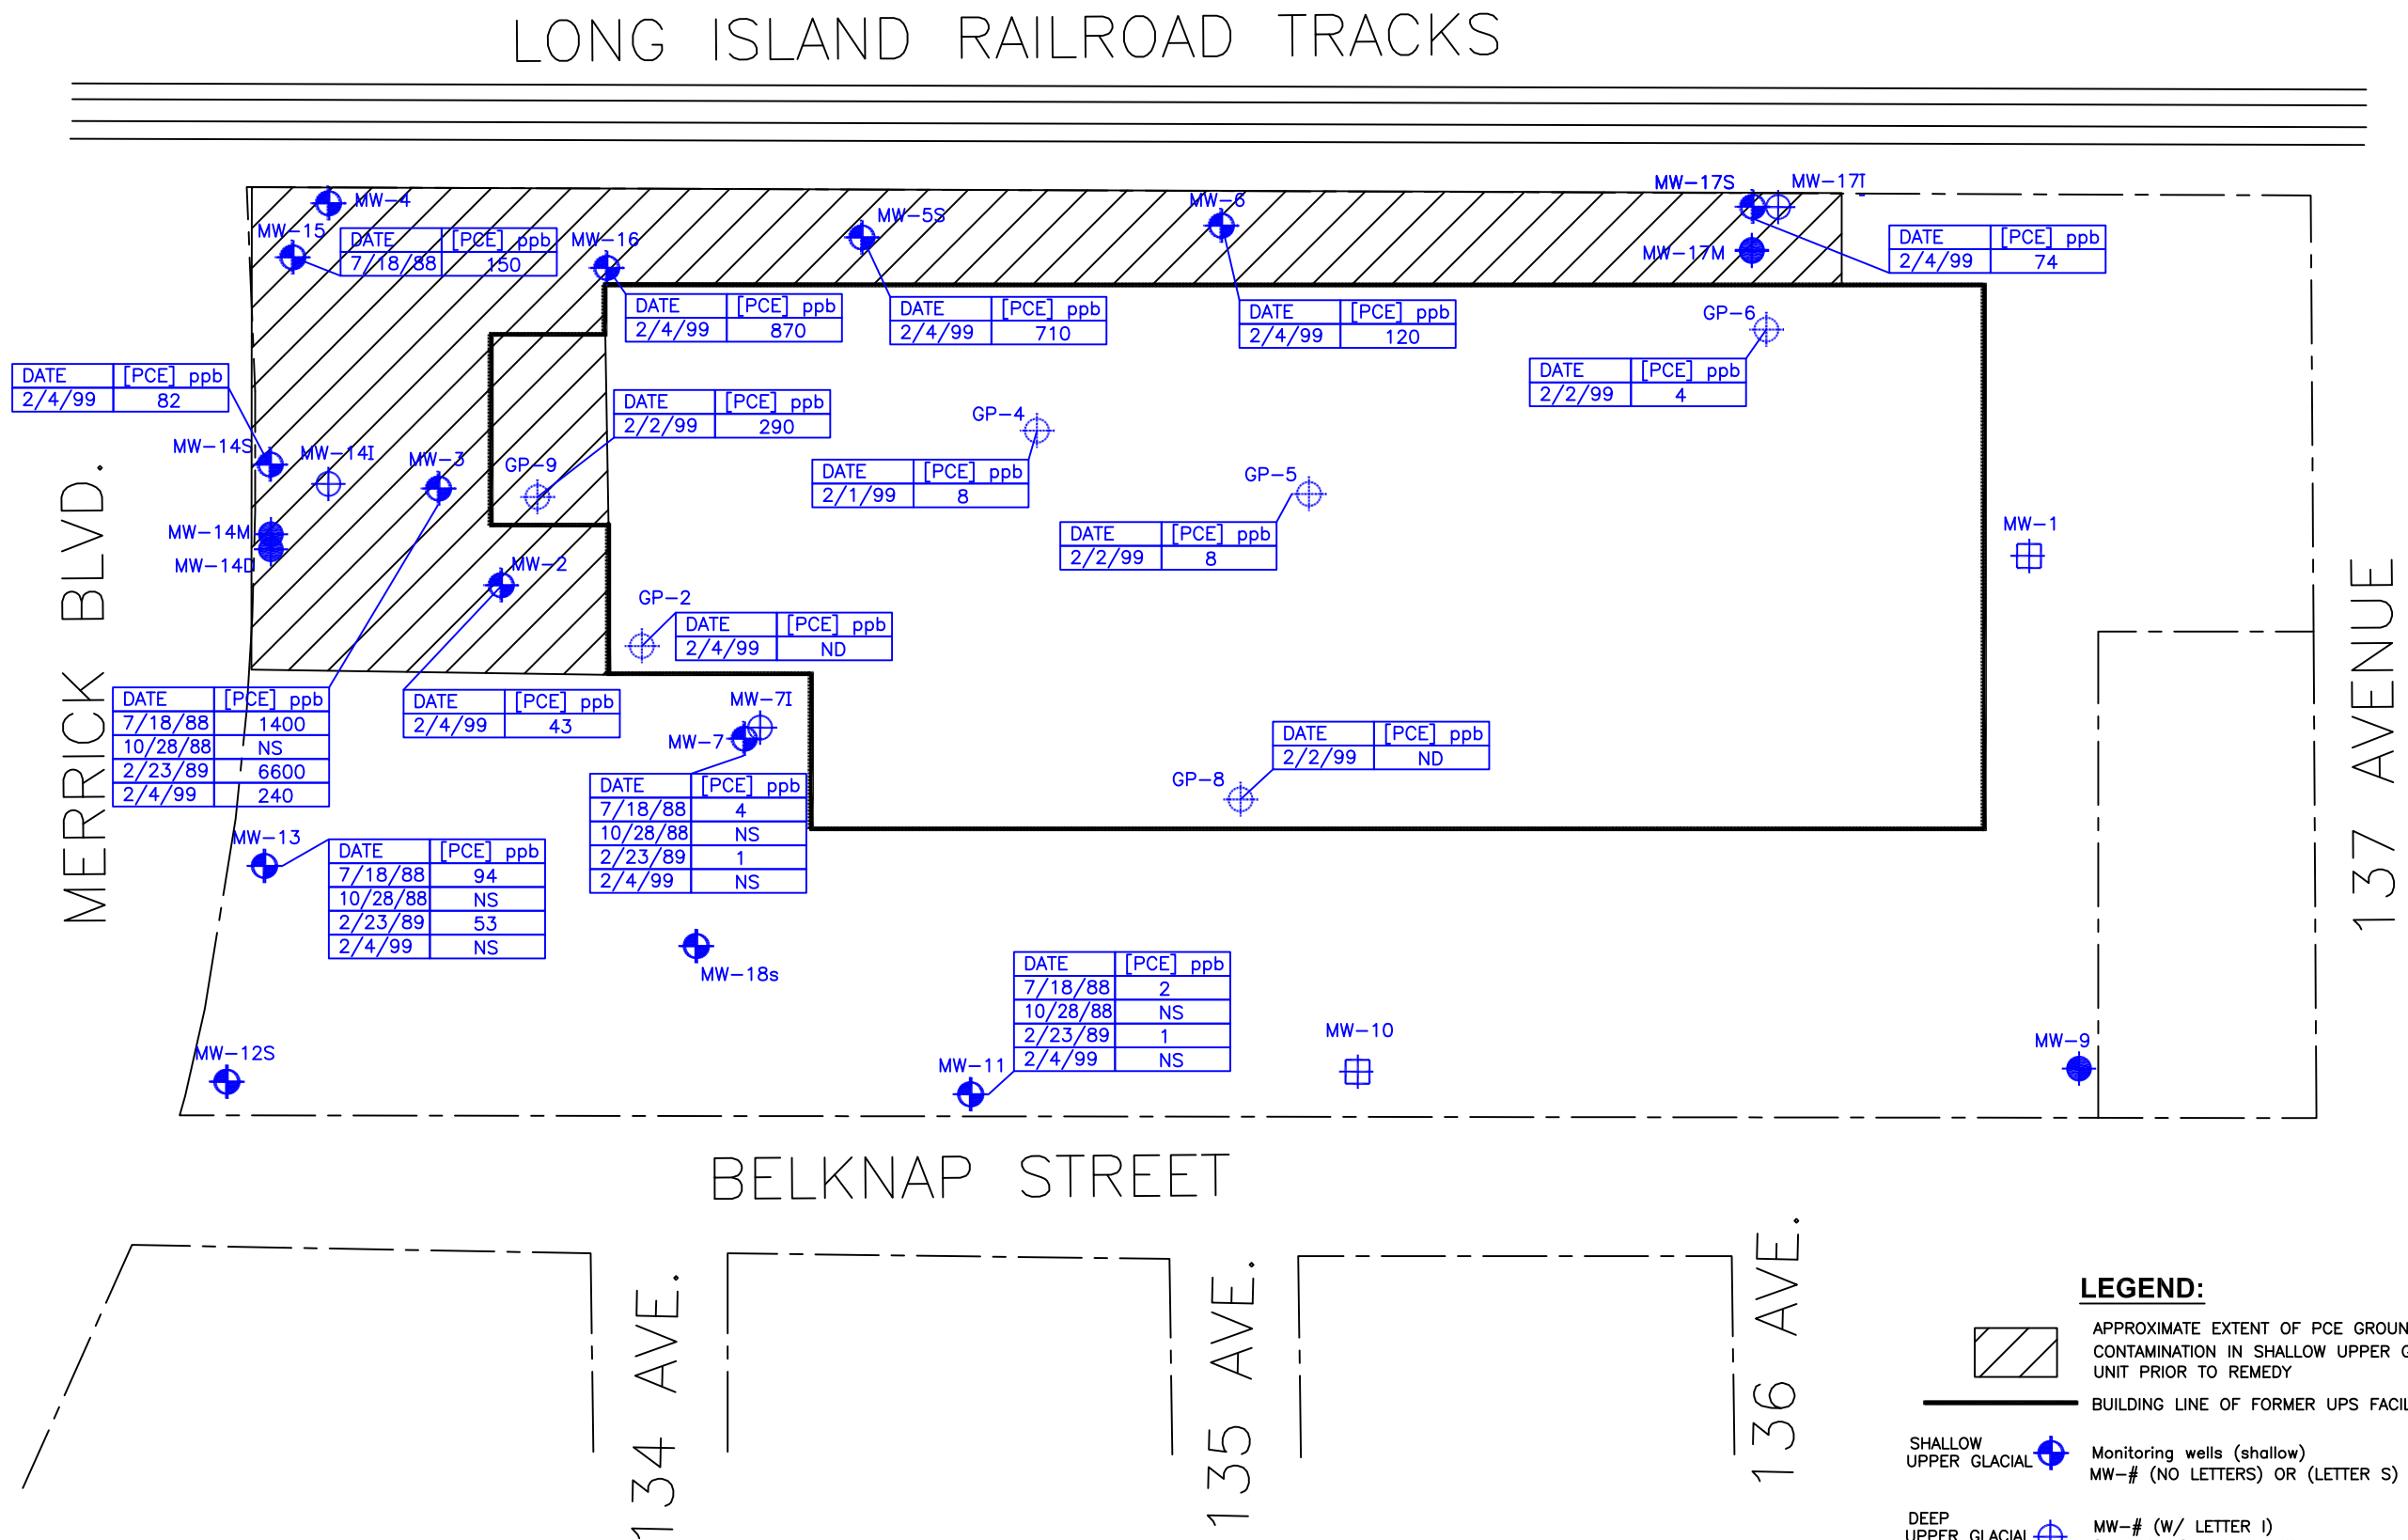 LONG ISLAND RAILROAD TRACKS
MW-4
MW-15
DATE [PCE] ppb
7/18/88 150
MW-16
DATE [PCE] ppb
2/4/99 870
MW-5S
DATE [PCE] ppb
2/4/99 710
MW-6
DATE [PCE] ppb
2/4/99 120
MW-17S
MW-17I
MW-17M
DATE [PCE] ppb
2/4/99 74
GP-6
DATE [PCE] ppb
2/2/99 4
DATE [PCE] ppb
2/4/99 82
MW-14S
MW-14I
MW-3
GP-9
DATE [PCE] ppb
2/2/99 290
GP-4
DATE [PCE] ppb
2/1/99 8
GP-5
DATE [PCE] ppb
2/2/99 8
MW-1
MW-14M
MW-14D
MW-2
GP-2
DATE [PCE] ppb
2/4/99 ND
MERRICK BLVD.
137 AVENUE
DATE [PCE] ppb
7/18/88 1400
10/28/88 NS
2/23/89 6600
2/4/99 240
DATE [PCE] ppb
2/4/99 43
MW-7I
MW-7
DATE [PCE] ppb
7/18/88 4
10/28/88 NS
2/23/89 1
2/4/99 NS
GP-8
DATE [PCE] ppb
2/2/99 ND
MW-13
DATE [PCE] ppb
7/18/88 94
10/28/88 NS
2/23/89 53
2/4/99 NS
MW-18s
DATE [PCE] ppb
7/18/88 2
10/28/88 NS
2/23/89 1
2/4/99 NS
MW-11
MW-10
MW-9
MW-12S
BELKNAP STREET
134 AVE.
135 AVE.
136 AVE.
LEGEND:
APPROXIMATE EXTENT OF PCE GROUN
CONTAMINATION IN SHALLOW UPPER G
UNIT PRIOR TO REMEDY
BUILDING LINE OF FORMER UPS FACIL
SHALLOW
UPPER GLACIAL
Monitoring wells (shallow)
MW-# (NO LETTERS) OR (LETTER S)
DEEP
UPPER GLACIAL
MW-# (W/ LETTER I)